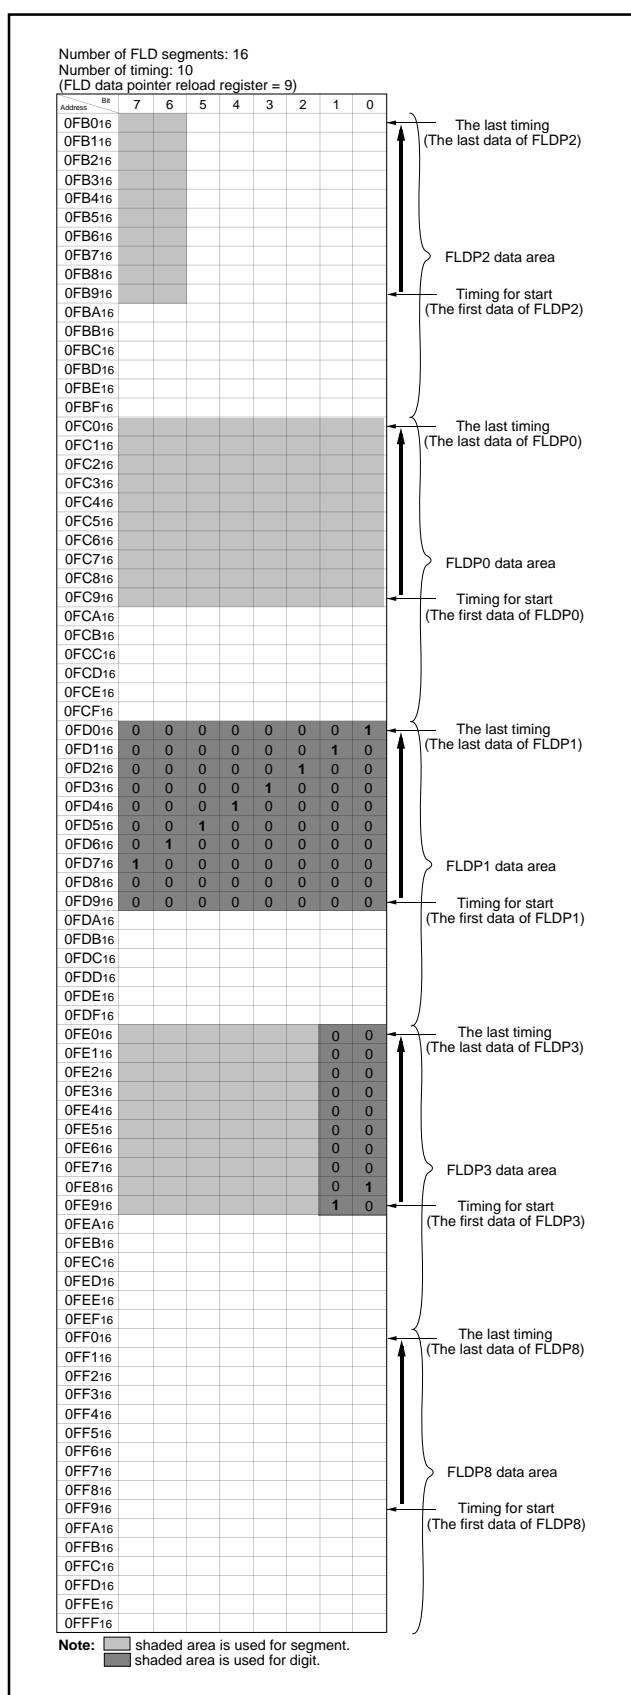 Number of FLD segments: 16
Number of timing: 10
(FLD data pointer reload register = 9)
Bit
Address 7 6 5 4 3 2 1 0
0FB016 The last timing
0FB116 (The last data of FLDP2)
0FB216
0FB316
0FB416
0FB516
0FB616
0FB716 FLDP2 data area
0FB816
0FB916 Timing for start
0FBA16 (The first data of FLDP2)
0FBB16
0FBC16
0FBD16
0FBE16
0FBF16
0FC016 The last timing
0FC116 (The last data of FLDP0)
0FC216
0FC316
0FC416
0FC516
0FC616
0FC716 FLDP0 data area
0FC816
0FC916 Timing for start
0FCA16 (The first data of FLDP0)
0FCB16
0FCC16
0FCD16
0FCE16
0FCF16
0FD016 0 0 0 0 0 0 0 1 The last timing
0FD116 0 0 0 0 0 0 1 0 (The last data of FLDP1)
0FD216 0 0 0 0 0 1 0 0
0FD316 0 0 0 0 1 0 0 0
0FD416 0 0 0 1 0 0 0 0
0FD516 0 0 1 0 0 0 0 0
0FD616 0 1 0 0 0 0 0 0
0FD716 1 0 0 0 0 0 0 0 FLDP1 data area
0FD816 0 0 0 0 0 0 0 0
0FD916 0 0 0 0 0 0 0 0 Timing for start
0FDA16 (The first data of FLDP1)
0FDB16
0FDC16
0FDD16
0FDE16
0FDF16
0FE016 0 0 The last timing
0FE116 0 0 (The last data of FLDP3)
0FE216 0 0
0FE316 0 0
0FE416 0 0
0FE516 0 0
0FE616 0 0
0FE716 0 0 FLDP3 data area
0FE816 0 1
0FE916 1 0 Timing for start
0FEA16 (The first data of FLDP3)
0FEB16
0FEC16
0FED16
0FEE16
0FEF16
0FF016 The last timing
0FF116 (The last data of FLDP8)
0FF216
0FF316
0FF416
0FF516
0FF616
0FF716 FLDP8 data area
0FF816
0FF916 Timing for start
0FFA16 (The first data of FLDP8)
0FFB16
0FFC16
0FFD16
0FFE16
0FFF16
Note: shaded area is used for segment.
shaded area is used for digit.